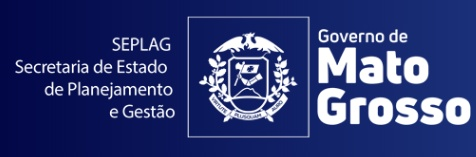 SEPLAG
Secretaria de Estado
de Planejamento
e Gestão
Governo de
Mato
Grosso